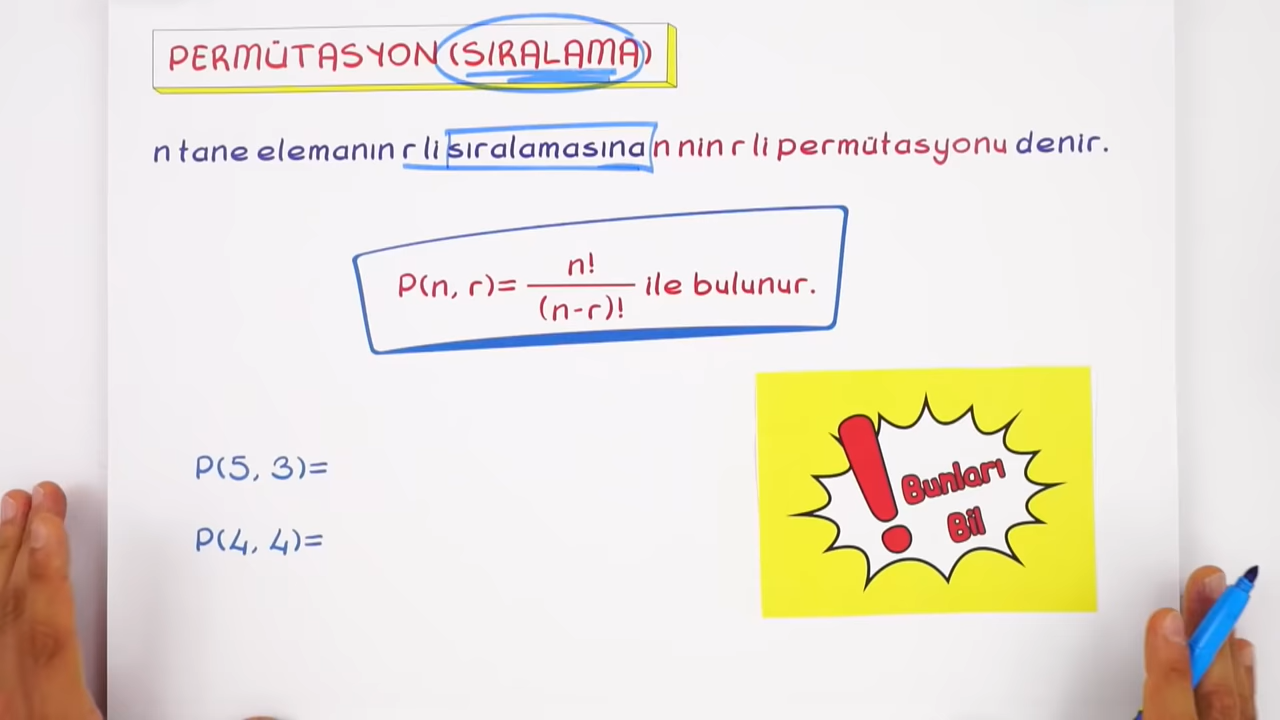 PERMÜTASYON (SIRALAMA)
n tane elemanın r li sıralamasına n nin r li permütasyonu denir.
P(n, r)= n!/(n-r)! ile bulunur.
P(5, 3)=
P(4, 4)=
! Bunları
Bil